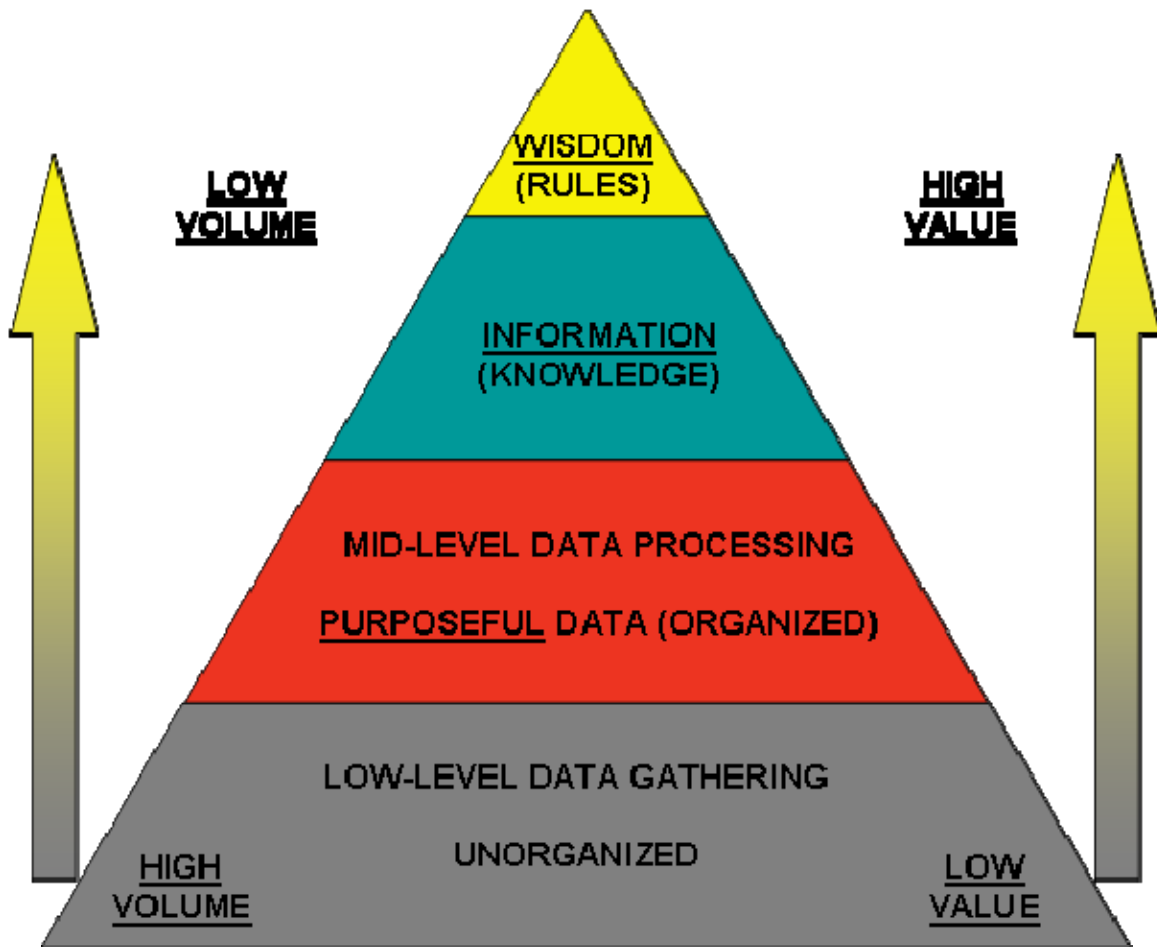 WISDOM
(RULES)
LOW
VOLUME
HIGH
VALUE
INFORMATION
(KNOWLEDGE)
MID-LEVEL DATA PROCESSING
PURPOSEFUL DATA (ORGANIZED)
LOW-LEVEL DATA GATHERING
UNORGANIZED
HIGH
VOLUME
LOW
VALUE